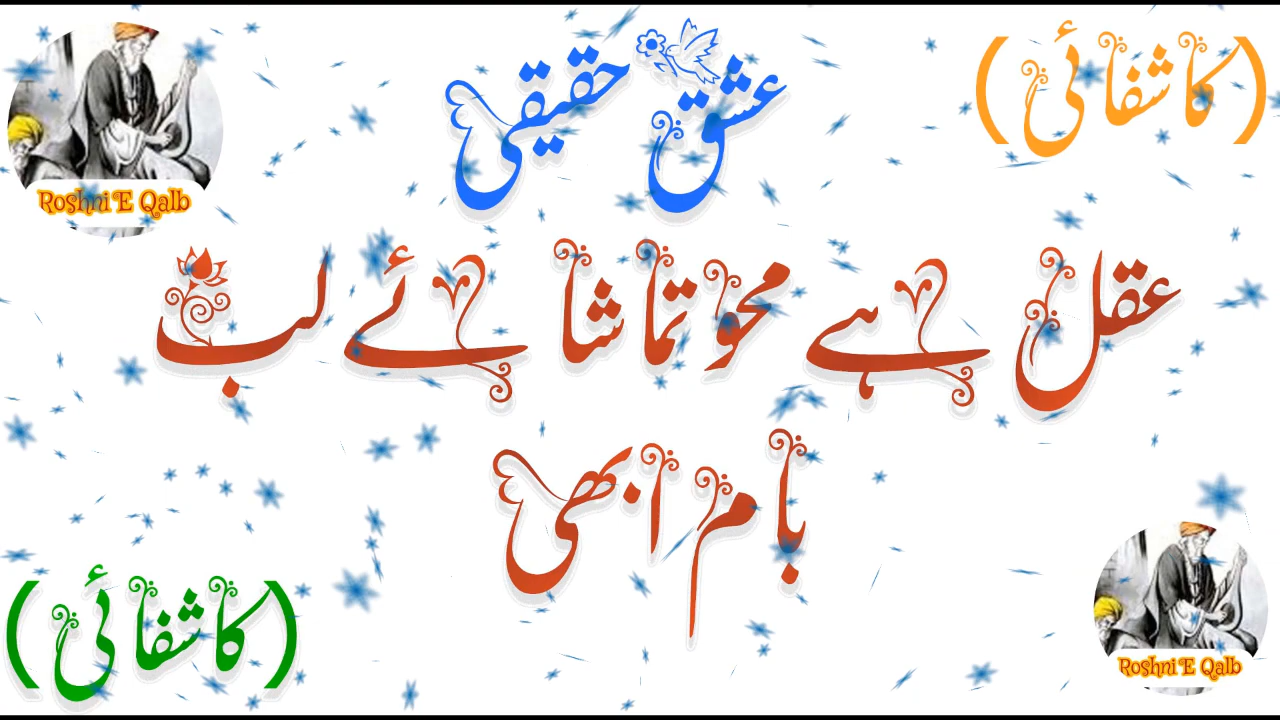 عشق حقیقی
(کاشفائی)
Roshni E Qalb
عقل ہے محو تماشائے لب
بام ابھی
(کاشفائی)
Roshni E Qalb